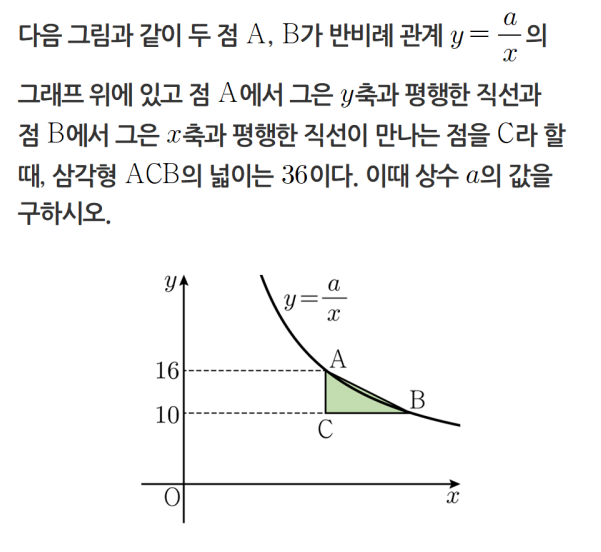 다음 그림과 같이 두 점 A, B가 반비례 관계 y = a/x 의
그래프 위에 있고 점 A에서 그은 y축과 평행한 직선과
점 B에서 그은 x축과 평행한 직선이 만나는 점을 C라 할
때, 삼각형 ACB의 넓이는 36이다. 이때 상수 a의 값을
구하시오.
y
y = a/x
A
16
B
10
C
O
x